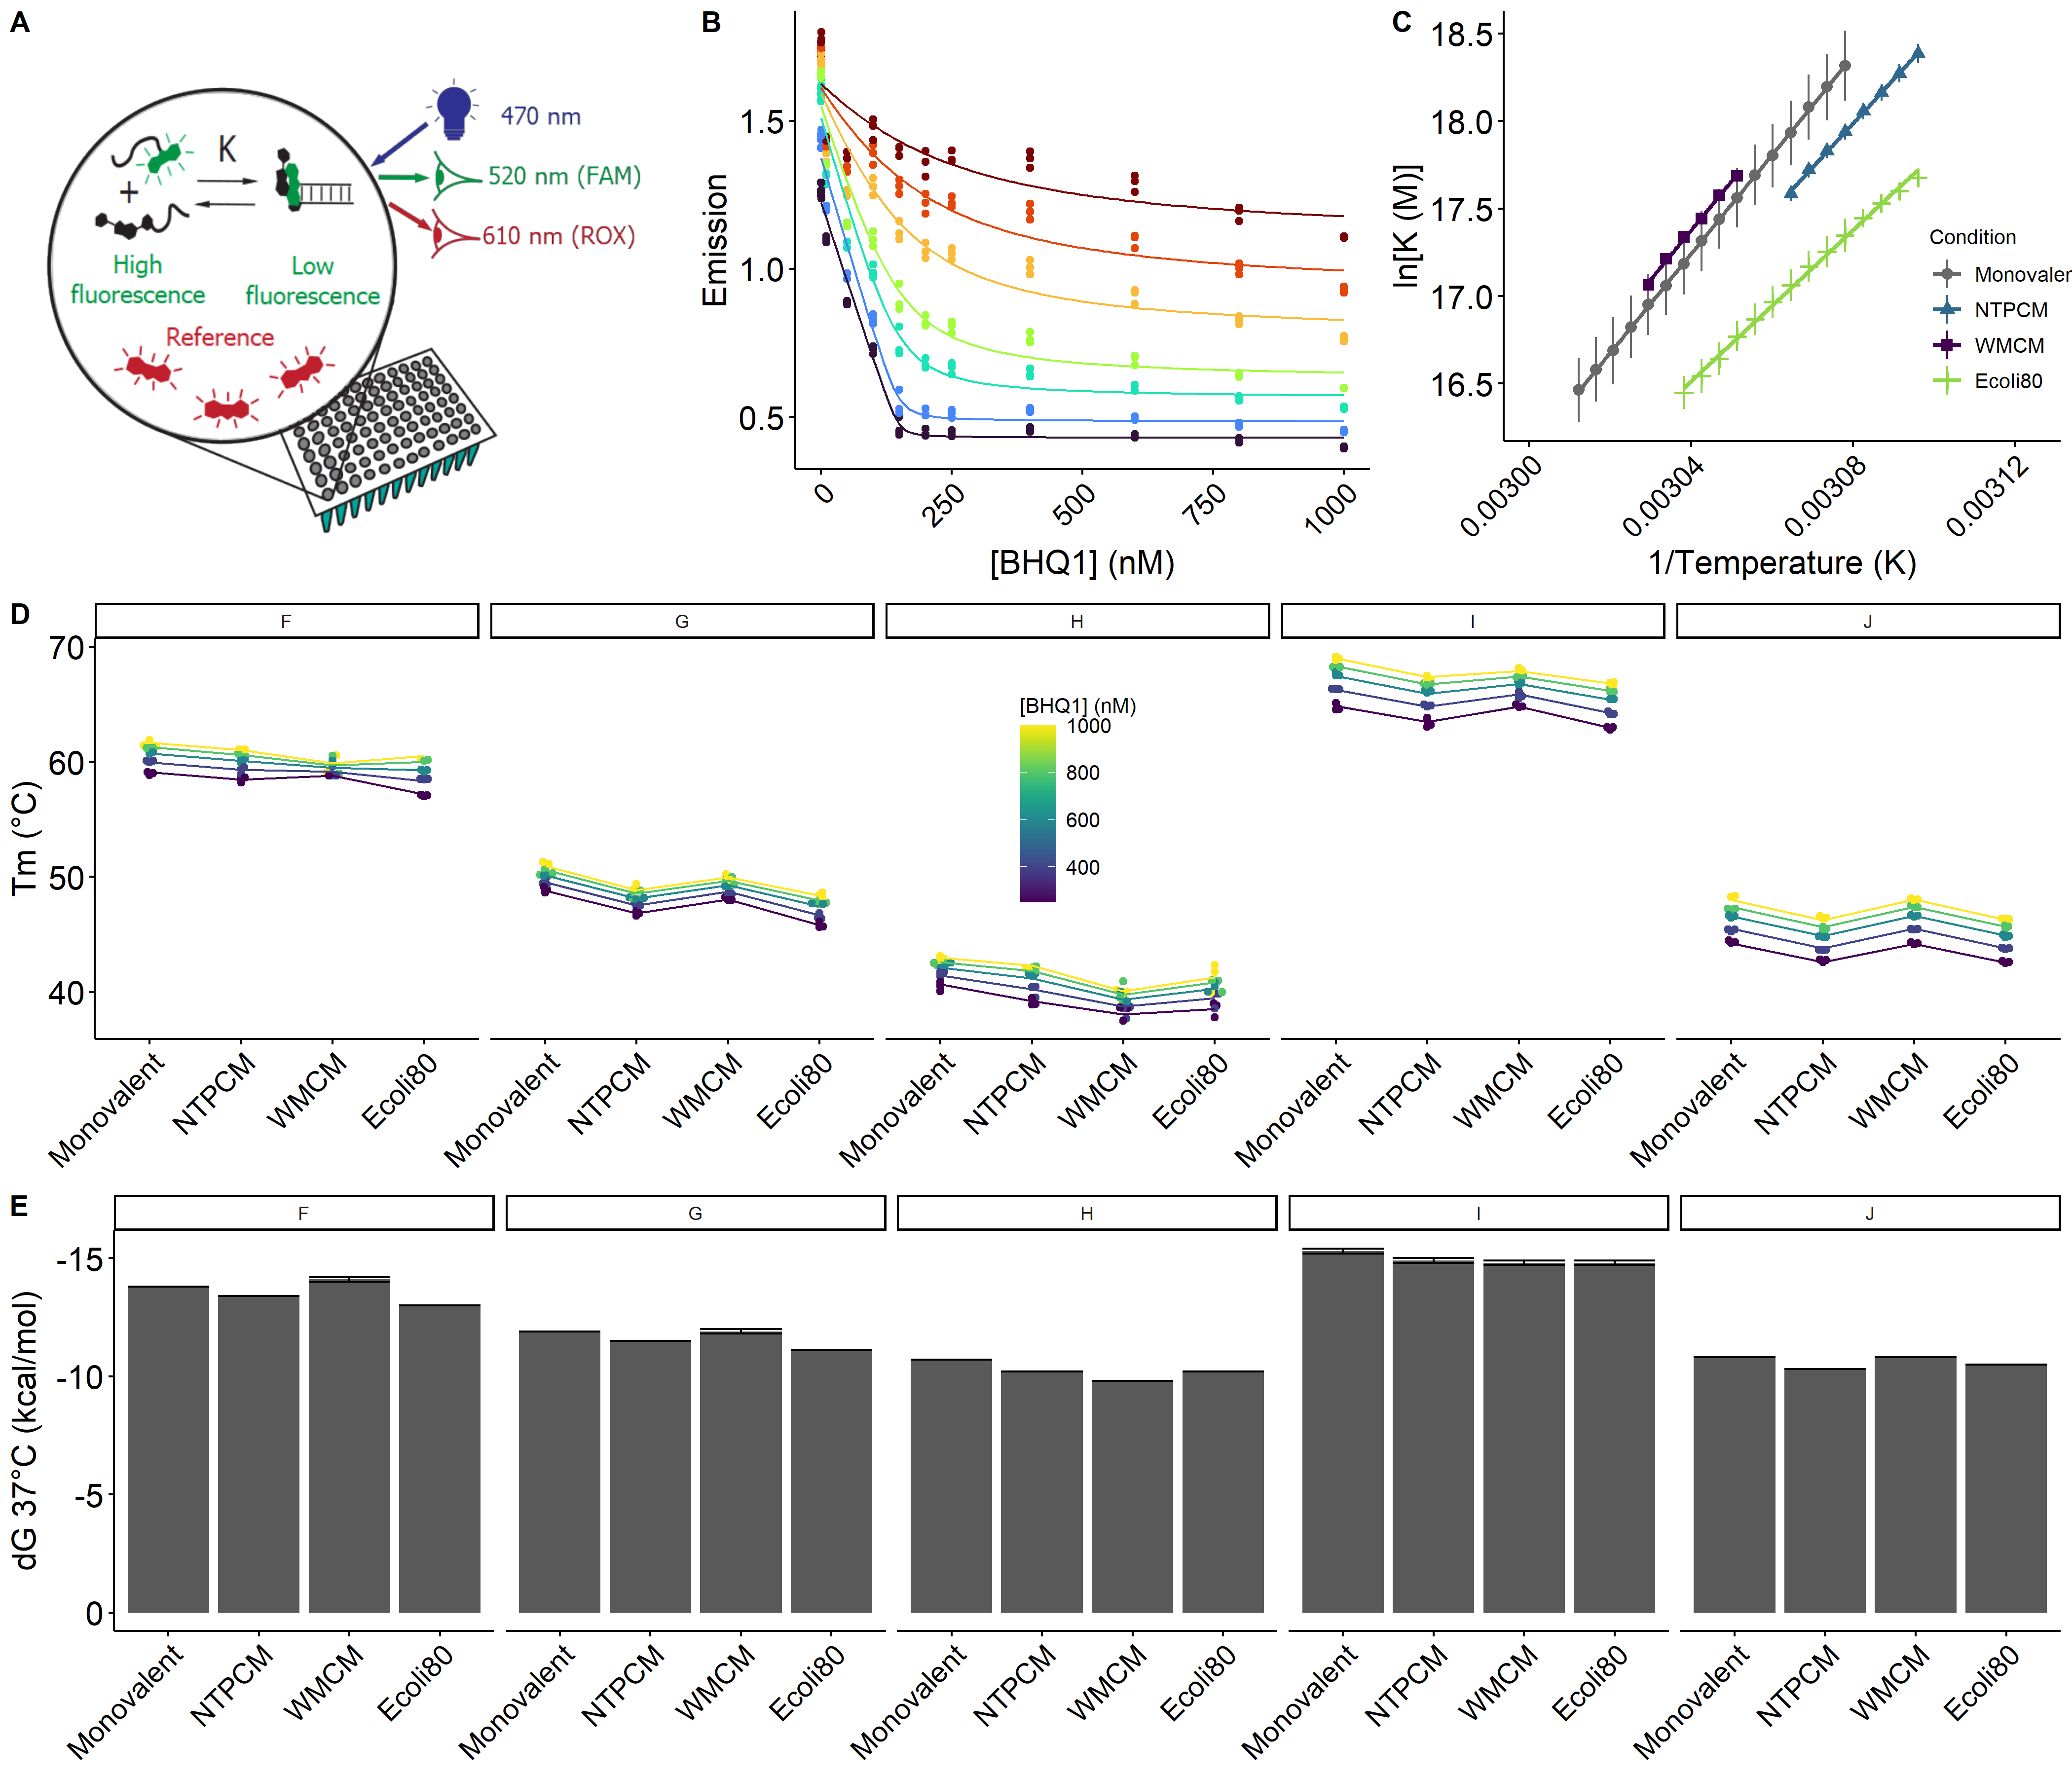 A
K
+
High
fluorescence
Low
fluorescence
Reference
470 nm
520 nm (FAM)
610 nm (ROX)
B
Emission
1.5
1.0
0.5
0
250
500
750
1000
[BHQ1] (nM)
C
ln[K (M)]
18.5
18.0
17.5
17.0
16.5
0.00300
0.00304
0.00308
0.00312
1/Temperature (K)
Condition
Monovaler
NTPCM
WMCM
Ecoli80
D
F
G
H
I
J
Tm (°C)
70
60
50
40
[BHQ1] (nM)
1000
800
600
400
Monovalent
NTPCM
WMCM
Ecoli80
Monovalent
NTPCM
WMCM
Ecoli80
Monovalent
NTPCM
WMCM
Ecoli80
Monovalent
NTPCM
WMCM
Ecoli80
Monovalent
NTPCM
WMCM
Ecoli80
E
F
G
H
I
J
dG 37°C (kcal/mol)
-15
-10
-5
0
Monovalent
NTPCM
WMCM
Ecoli80
Monovalent
NTPCM
WMCM
Ecoli80
Monovalent
NTPCM
WMCM
Ecoli80
Monovalent
NTPCM
WMCM
Ecoli80
Monovalent
NTPCM
WMCM
Ecoli80